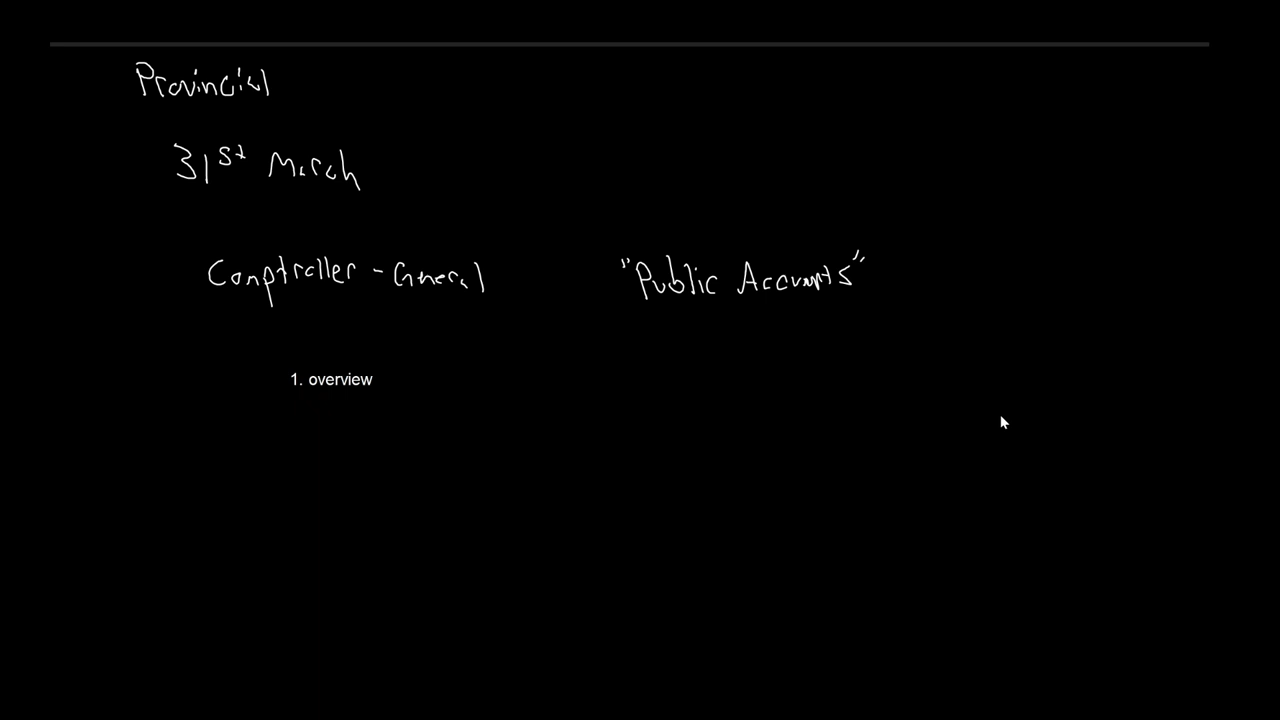 Provincial
31st March
Comptroller - General "Public Accounts"
1. overview